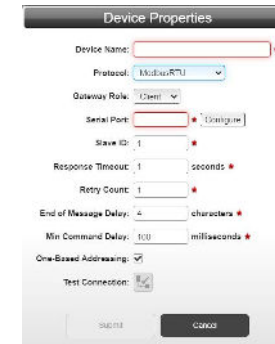 Device Properties
Device Name: *
Protocol: ModbusRTU
Gateway Role: Client
Serial Port: * Configure
Slave ID: 1 *
Response Timeout: 1 seconds *
Retry Count: 1 *
End of Message Delay: 4 characters *
Min Command Delay: 100 milliseconds *
One-Based Addressing:
Test Connection:
Submit Cancel